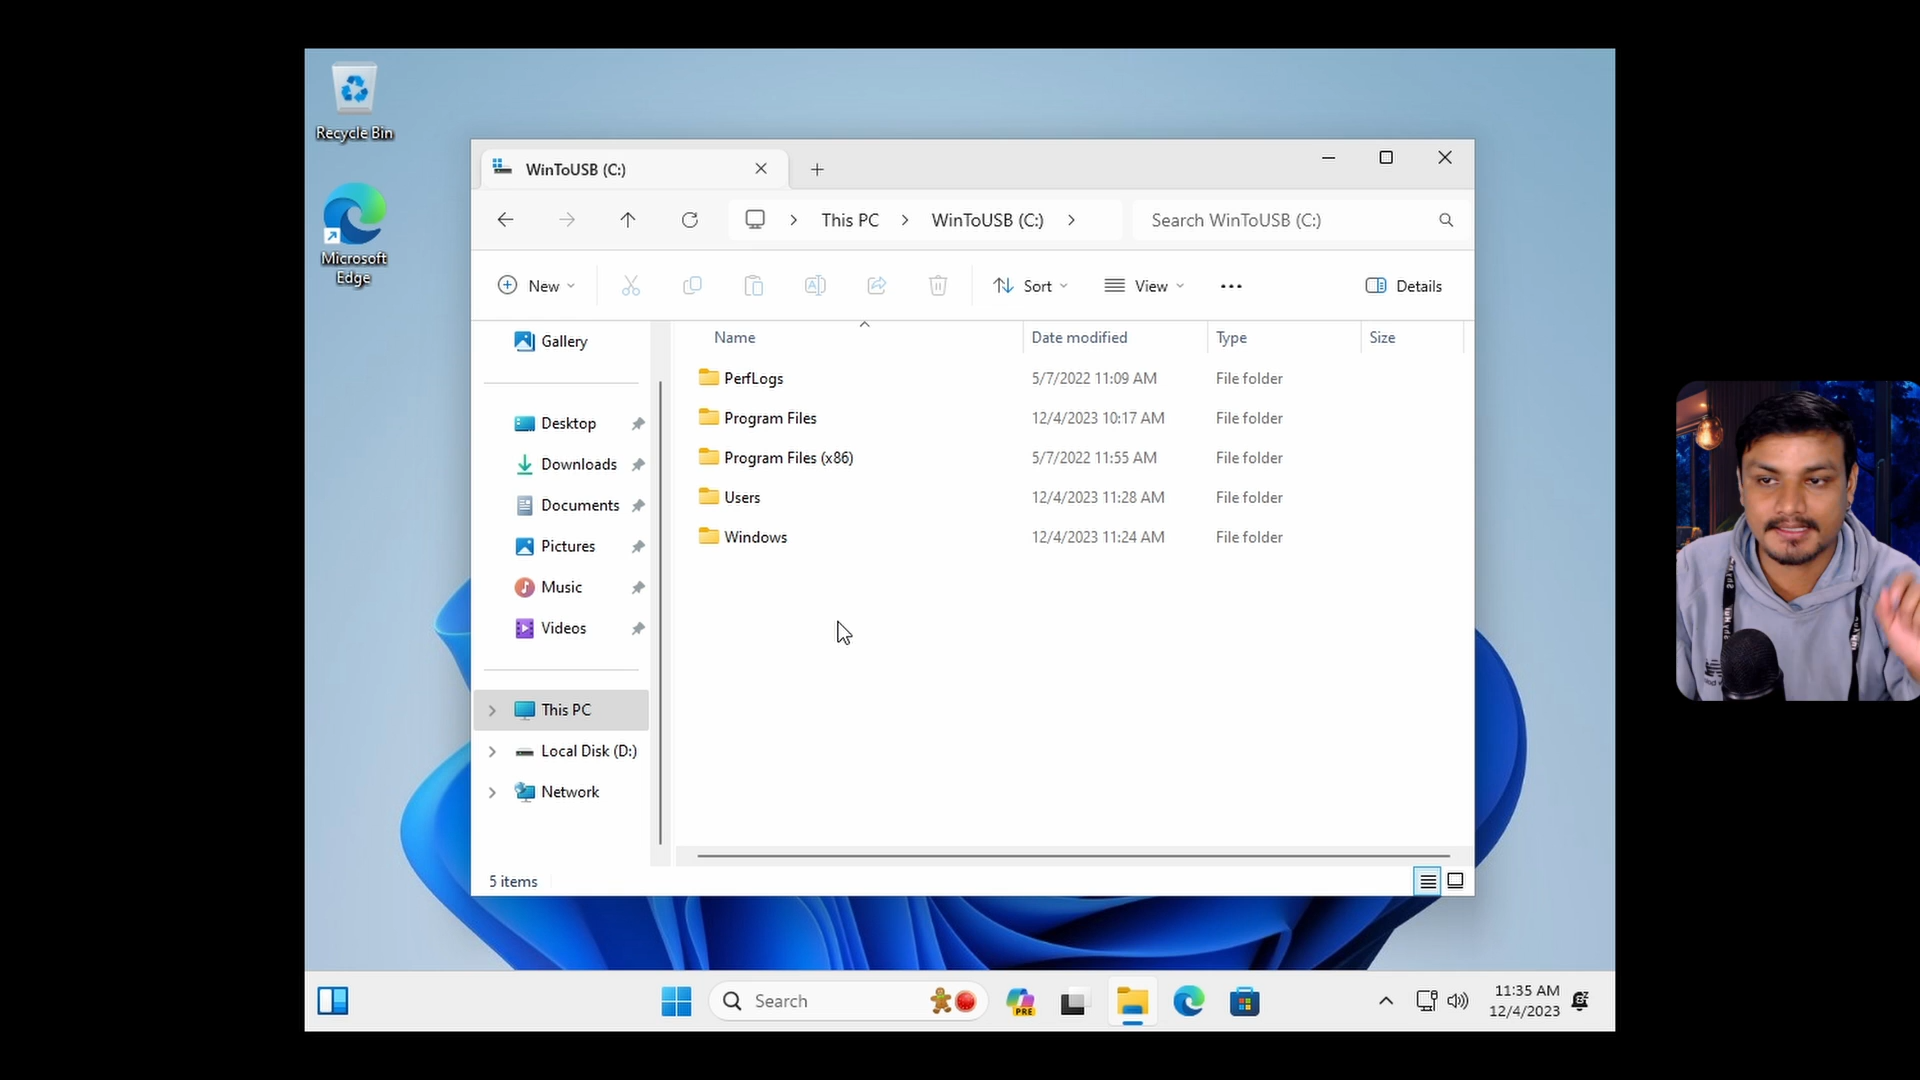 Recycle Bin
Microsoft
Edge
WinToUSB (C:)
This PC
WinToUSB (C:)
Search WinToUSB (C:)
New
Sort
View
Details
Gallery
Desktop
Downloads
Documents
Pictures
Music
Videos
This PC
Local Disk (D:)
Network
Name Date modified Type Size
PerfLogs 5/7/2022 11:09 AM File folder
Program Files 12/4/2023 10:17 AM File folder
Program Files (x86) 5/7/2022 11:55 AM File folder
Users 12/4/2023 11:28 AM File folder
Windows 12/4/2023 11:24 AM File folder
5 items
Search
PRE
11:35 AM
12/4/2023